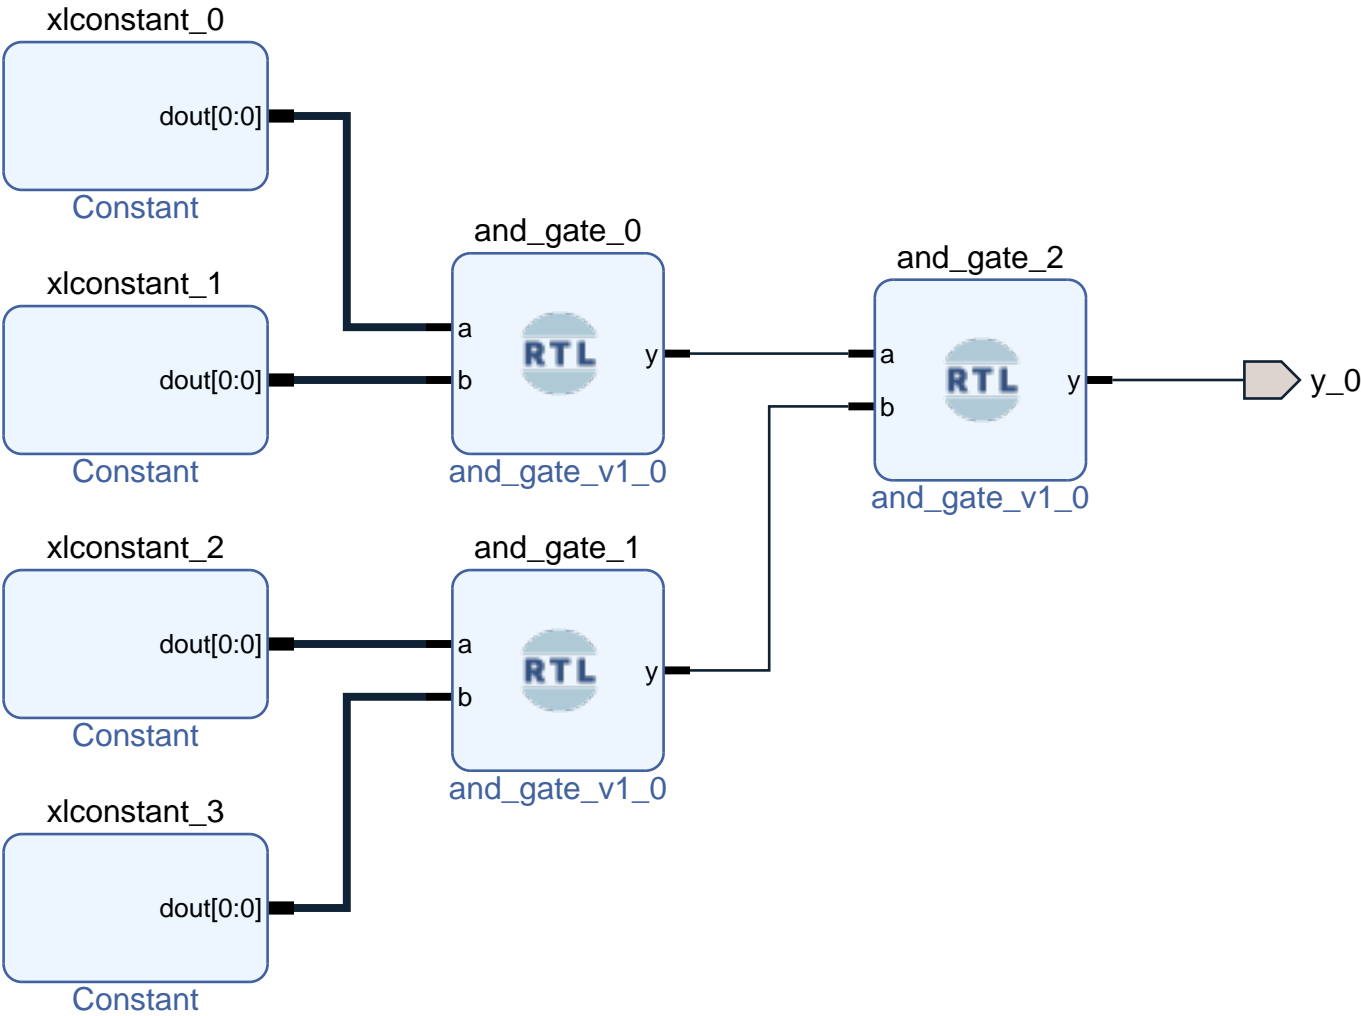 xlconstant_0
dout[0:0]
Constant
xlconstant_1
dout[0:0]
Constant
xlconstant_2
dout[0:0]
Constant
xlconstant_3
dout[0:0]
Constant
and_gate_0
a
b
RTL
y
and_gate_v1_0
and_gate_1
a
b
RTL
y
and_gate_v1_0
and_gate_2
a
b
RTL
y
and_gate_v1_0
y_0